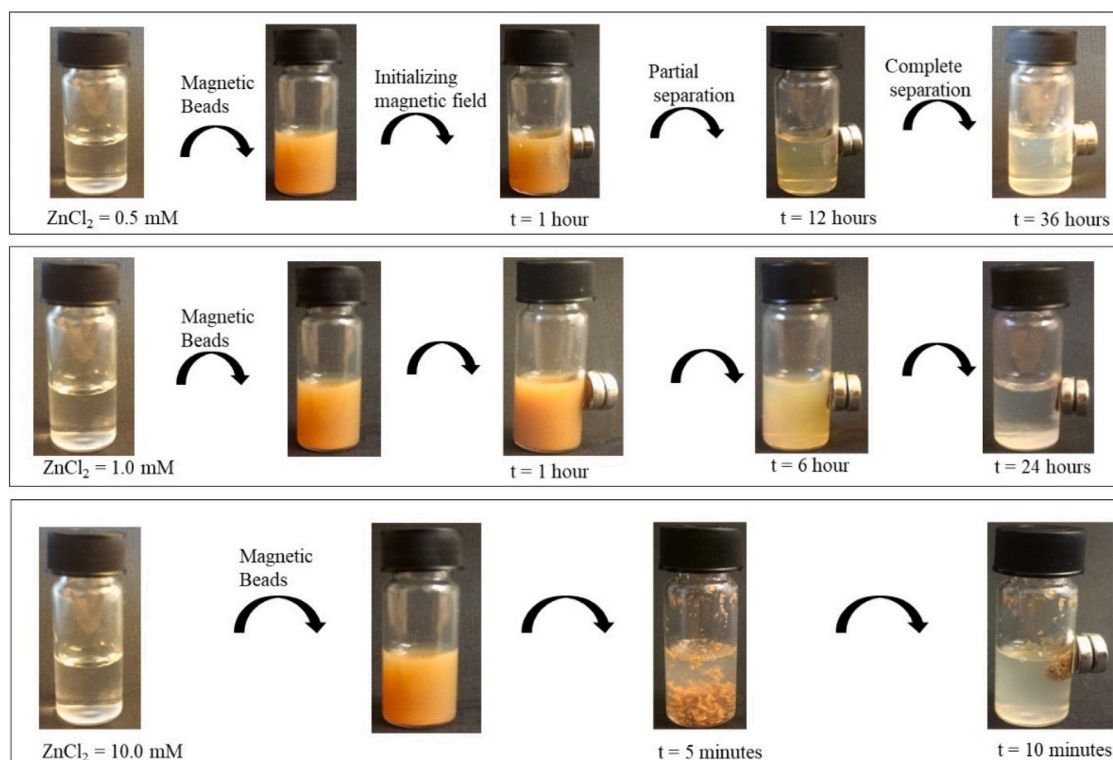 Magnetic
Beads
Initializing
magnetic field
Partial
separation
Complete
separation
ZnCl₂ = 0.5 mM
t = 1 hour
t = 12 hours
t = 36 hours
Magnetic
Beads
ZnCl₂ = 1.0 mM
t = 1 hour
t = 6 hour
t = 24 hours
Magnetic
Beads
ZnCl₂ = 10.0 mM
t = 5 minutes
t = 10 minutes